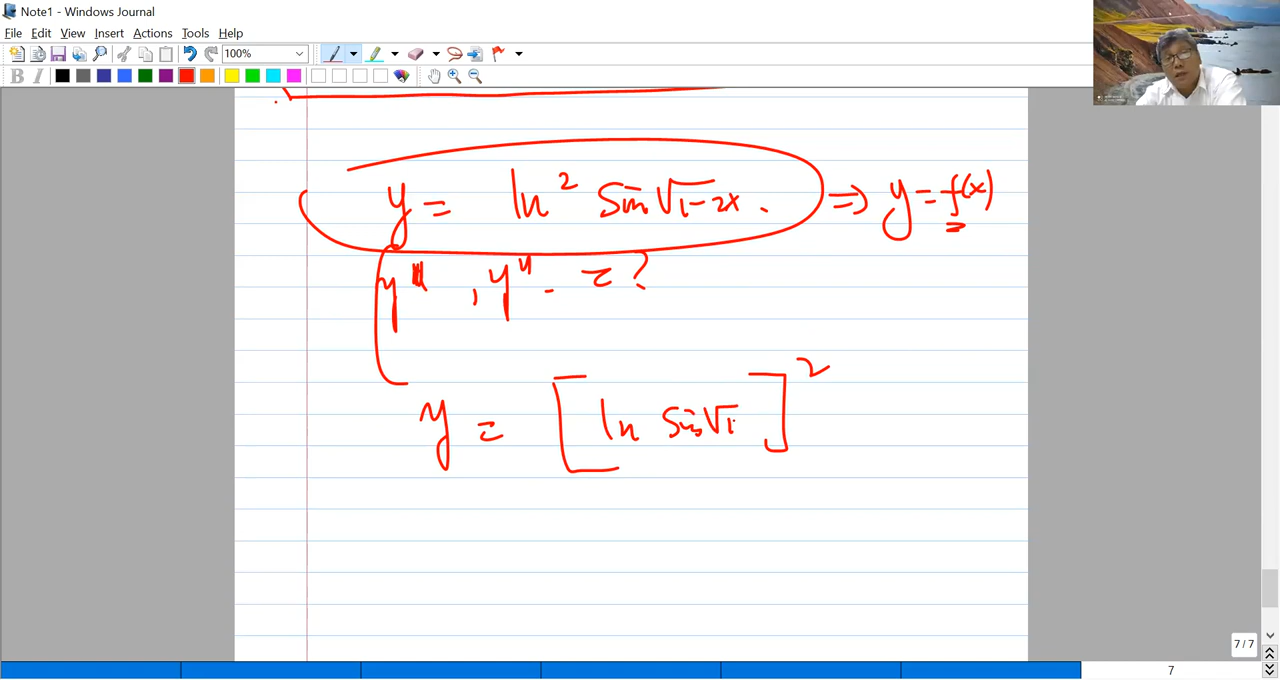 Note1 - Windows Journal
File Edit View Insert Actions Tools Help
100%
B I
y = ln² sin √1-2x . ⇒ y = f(x)
y" , y" . = ?
y = [ ln sin √1 ]²
7/7
7